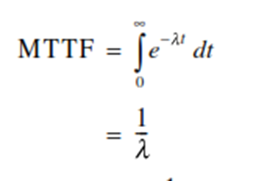 MTTF = ∫₀^∞ e^{-λt} dt
= 1/λ